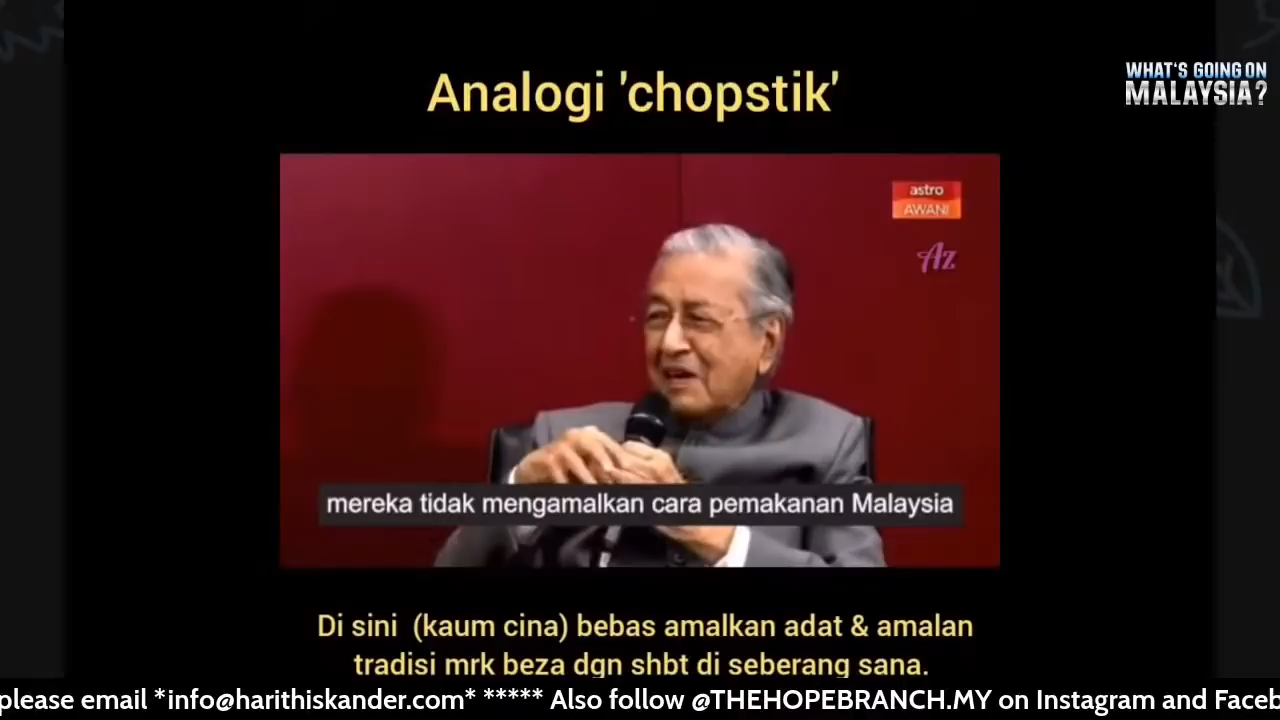 Analogi 'chopstik'
WHAT'S GOING ON
MALAYSIA?
astro
AWANI
Az
mereka tidak mengamalkan cara pemakanan Malaysia
Di sini (kaum cina) bebas amalkan adat & amalan
tradisi mrk beza dgn shbt di seberang sana.
please email *info@harithiskander.com* ***** Also follow @THEHOPEBRANCH.MY on Instagram and Faceb